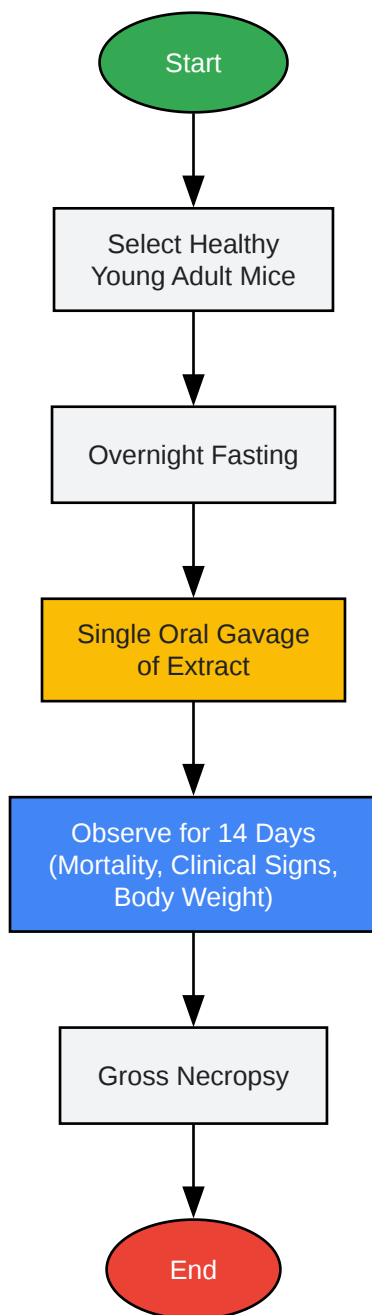 Start
Select Healthy
Young Adult Mice
Overnight Fasting
Single Oral Gavage
of Extract
Observe for 14 Days
(Mortality, Clinical Signs,
Body Weight)
Gross Necropsy
End